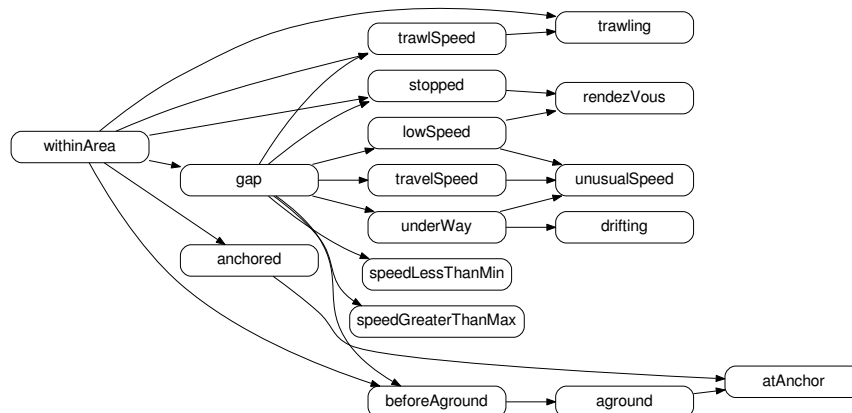 trawling
trawlSpeed
stopped
rendezVous
lowSpeed
withinArea
gap
travelSpeed
unusualSpeed
underWay
drifting
anchored
speedLessThanMin
speedGreaterThanMax
atAnchor
beforeAground
aground